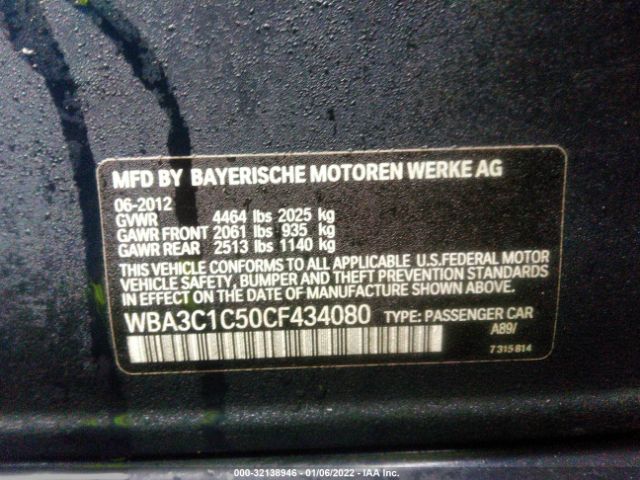 MFD BY BAYERISCHE MOTOREN WERKE AG
06-2012
GVWR 4464 lbs 2025 kg
GAWR FRONT 2061 lbs 935 kg
GAWR REAR 2513 lbs 1140 kg
THIS VEHICLE CONFORMS TO ALL APPLICABLE U.S.FEDERAL MOTOR
VEHICLE SAFETY, BUMPER AND THEFT PREVENTION STANDARDS
IN EFFECT ON THE DATE OF MANUFACTURE SHOWN ABOVE.
WBA3C1C50CF434080 TYPE: PASSENGER CAR
A89/
7315814
000-32138946 - 01/06/2022 - IAA Inc.